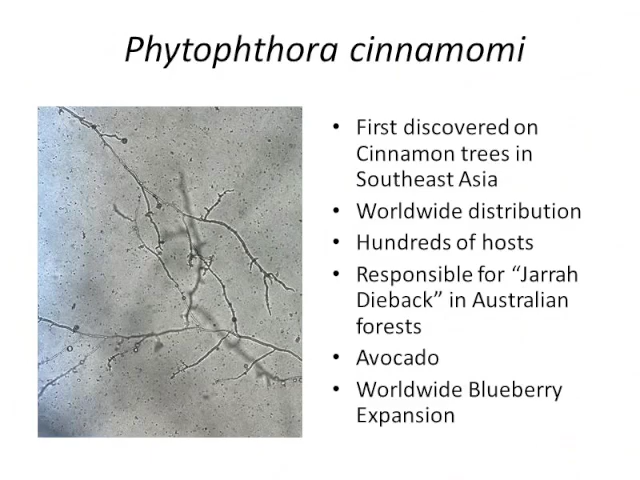 Phytophthora cinnamomi
• First discovered on
Cinnamon trees in
Southeast Asia
• Worldwide distribution
• Hundreds of hosts
• Responsible for “Jarrah
Dieback” in Australian
forests
• Avocado
• Worldwide Blueberry
Expansion